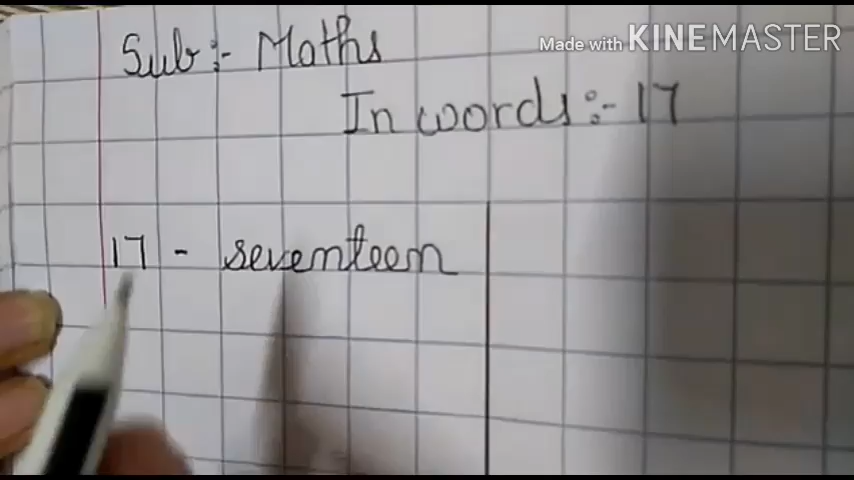 Made with KINEMASTER
Sub:- Maths
In words:- 17
17 - seventeen